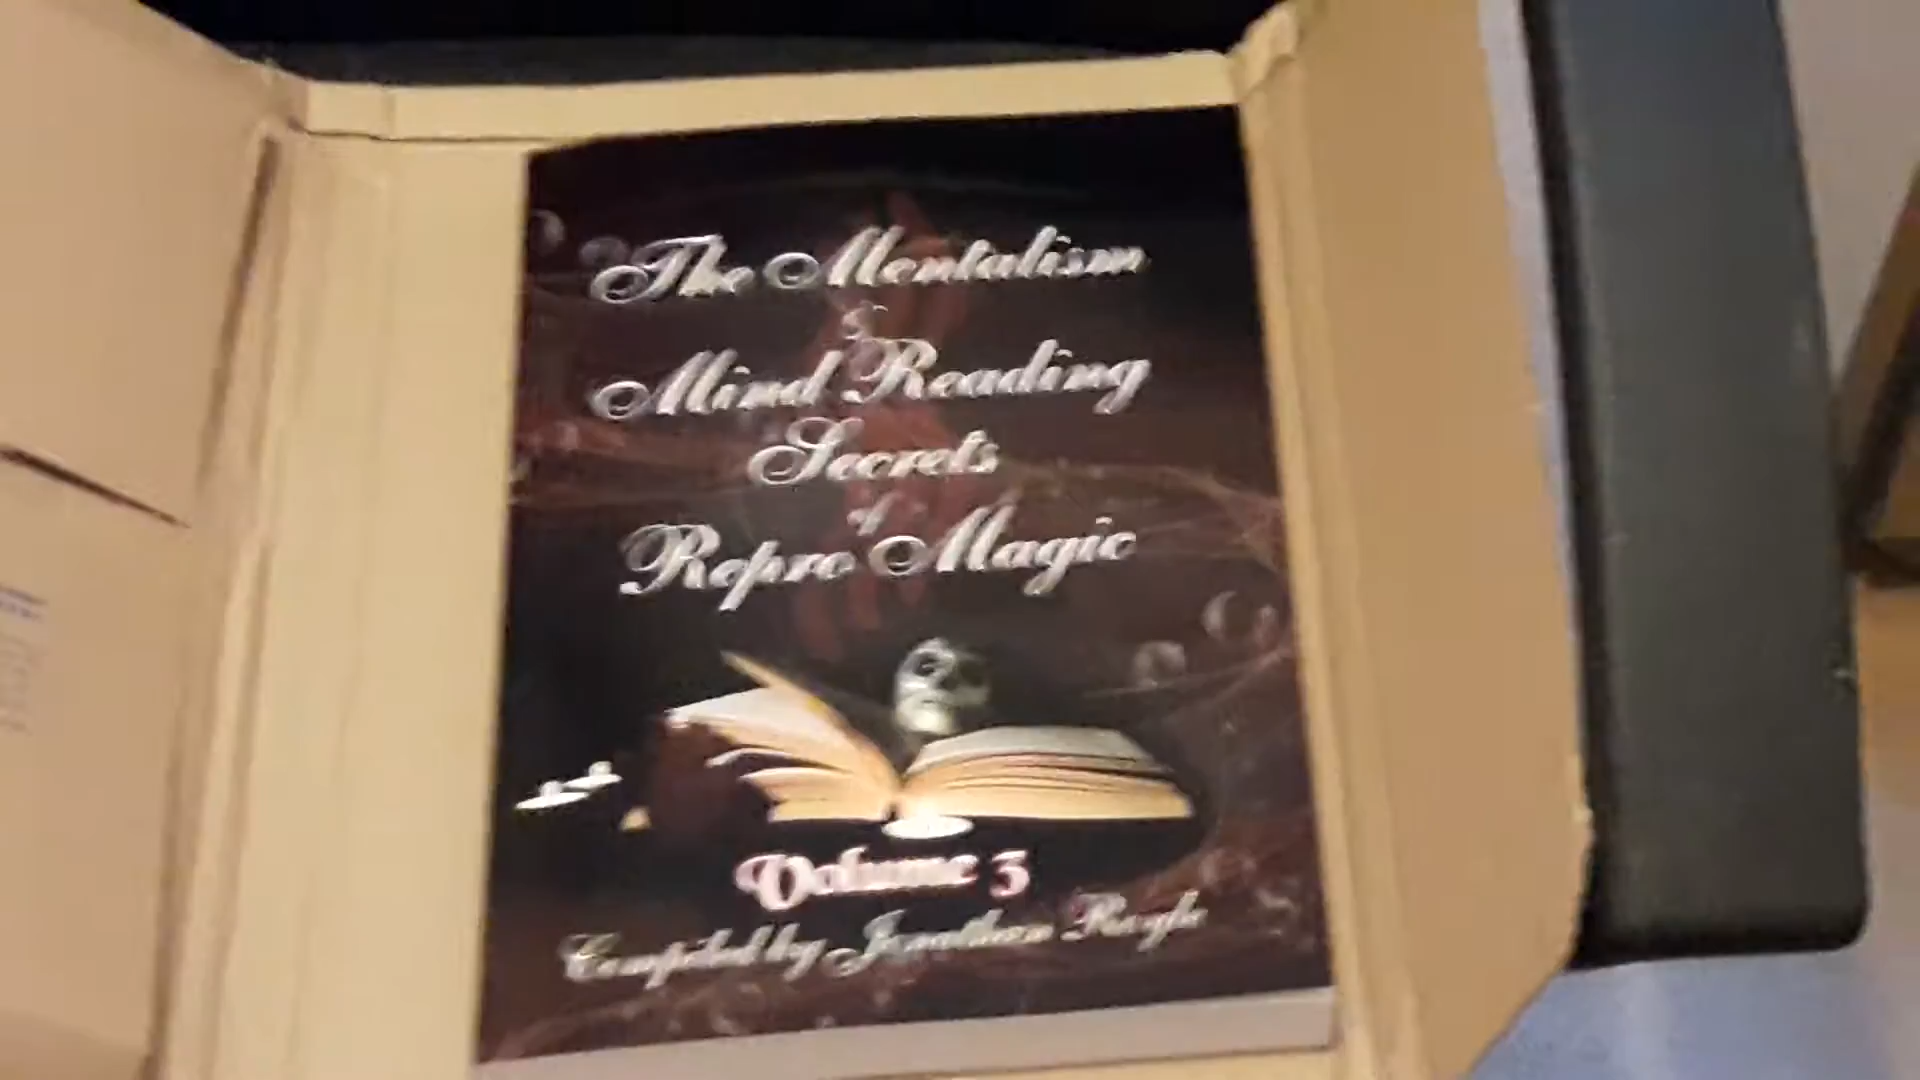 The Mentalism
&
Mind Reading
Secrets
of
Repro Magic
Volume 3
Compiled by Jonathan Royle